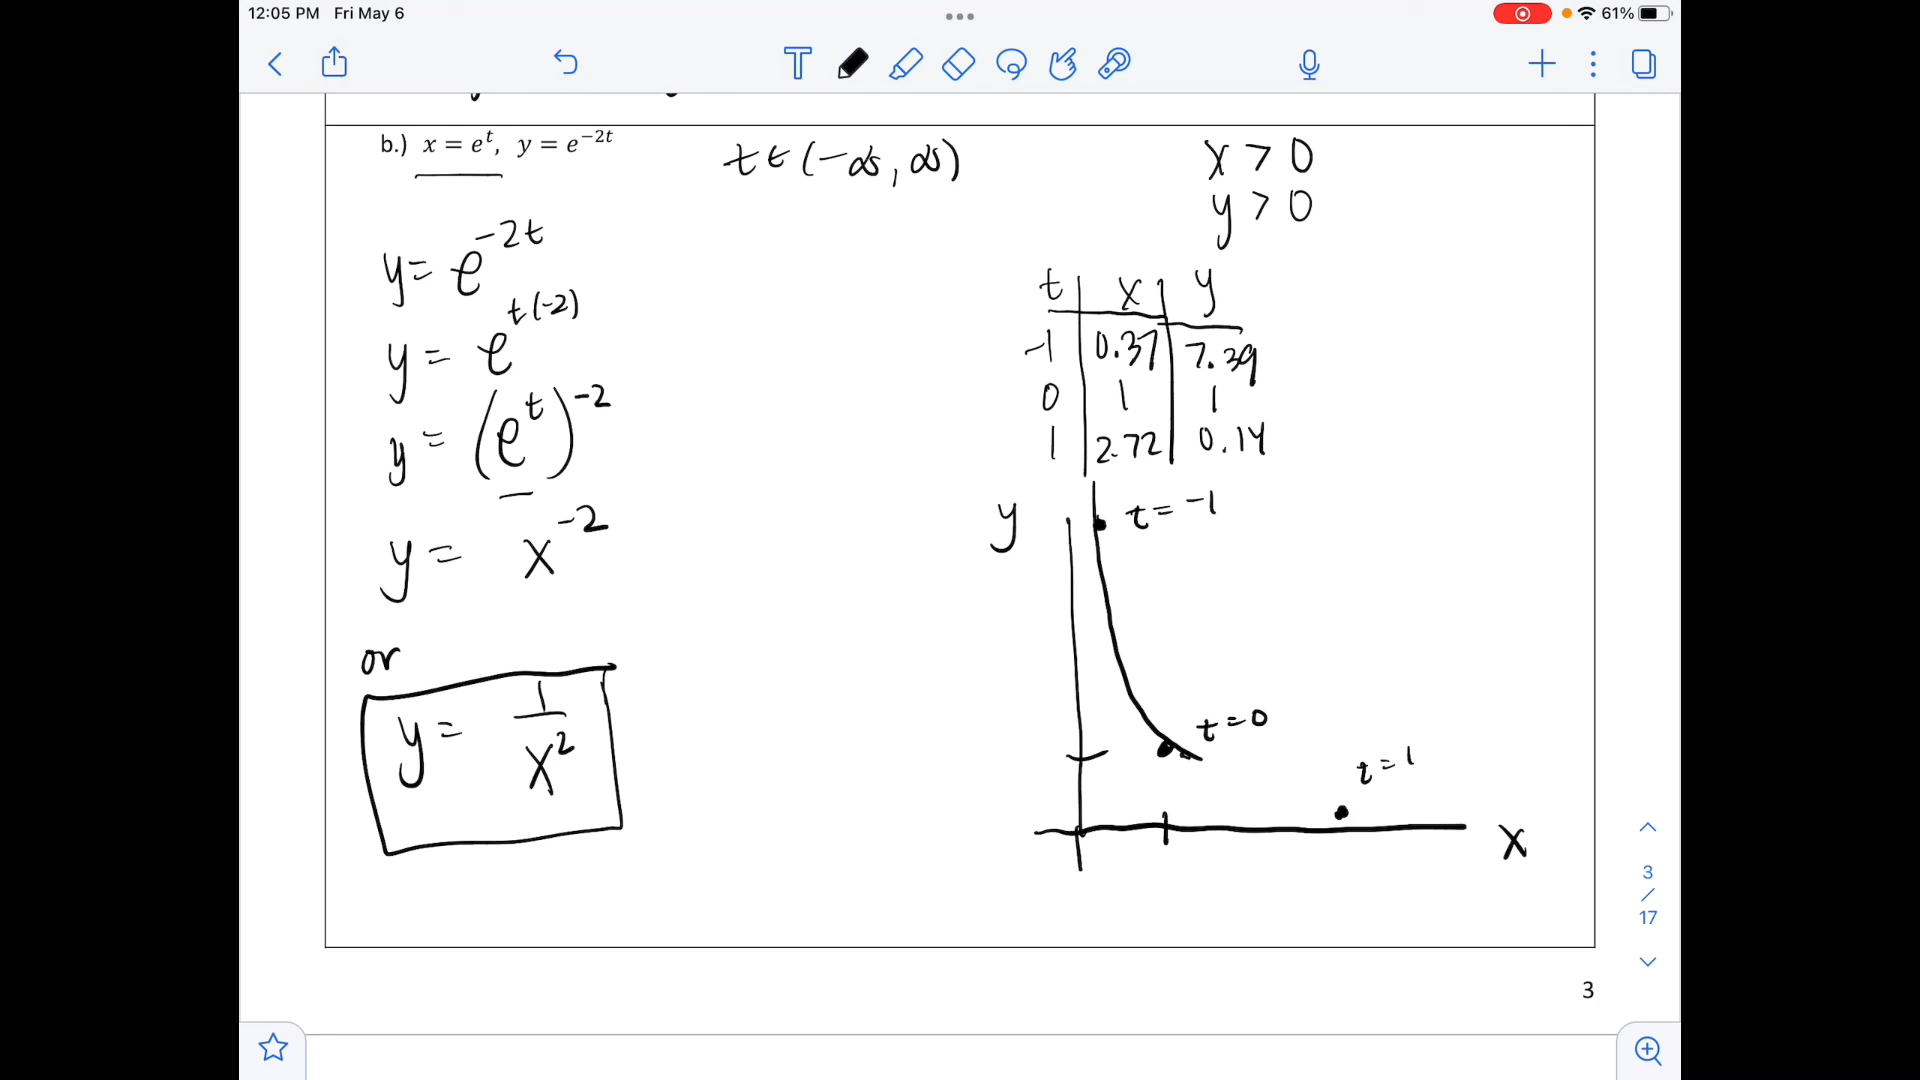 12:05 PM Fri May 6
61%
b.) x = e^t, y = e^{-2t}
t ∈ (-∞, ∞)
x > 0
y > 0
y = e^{-2t}
y = e^{t(-2)}
y = (e^t)^{-2}
y = x^{-2}
or
y = 1/x^2
t x y
-1 0.37 7.39
0 1 1
1 2.72 0.14
y
t = -1
t = 0
t = 1
x
3
/
17
3